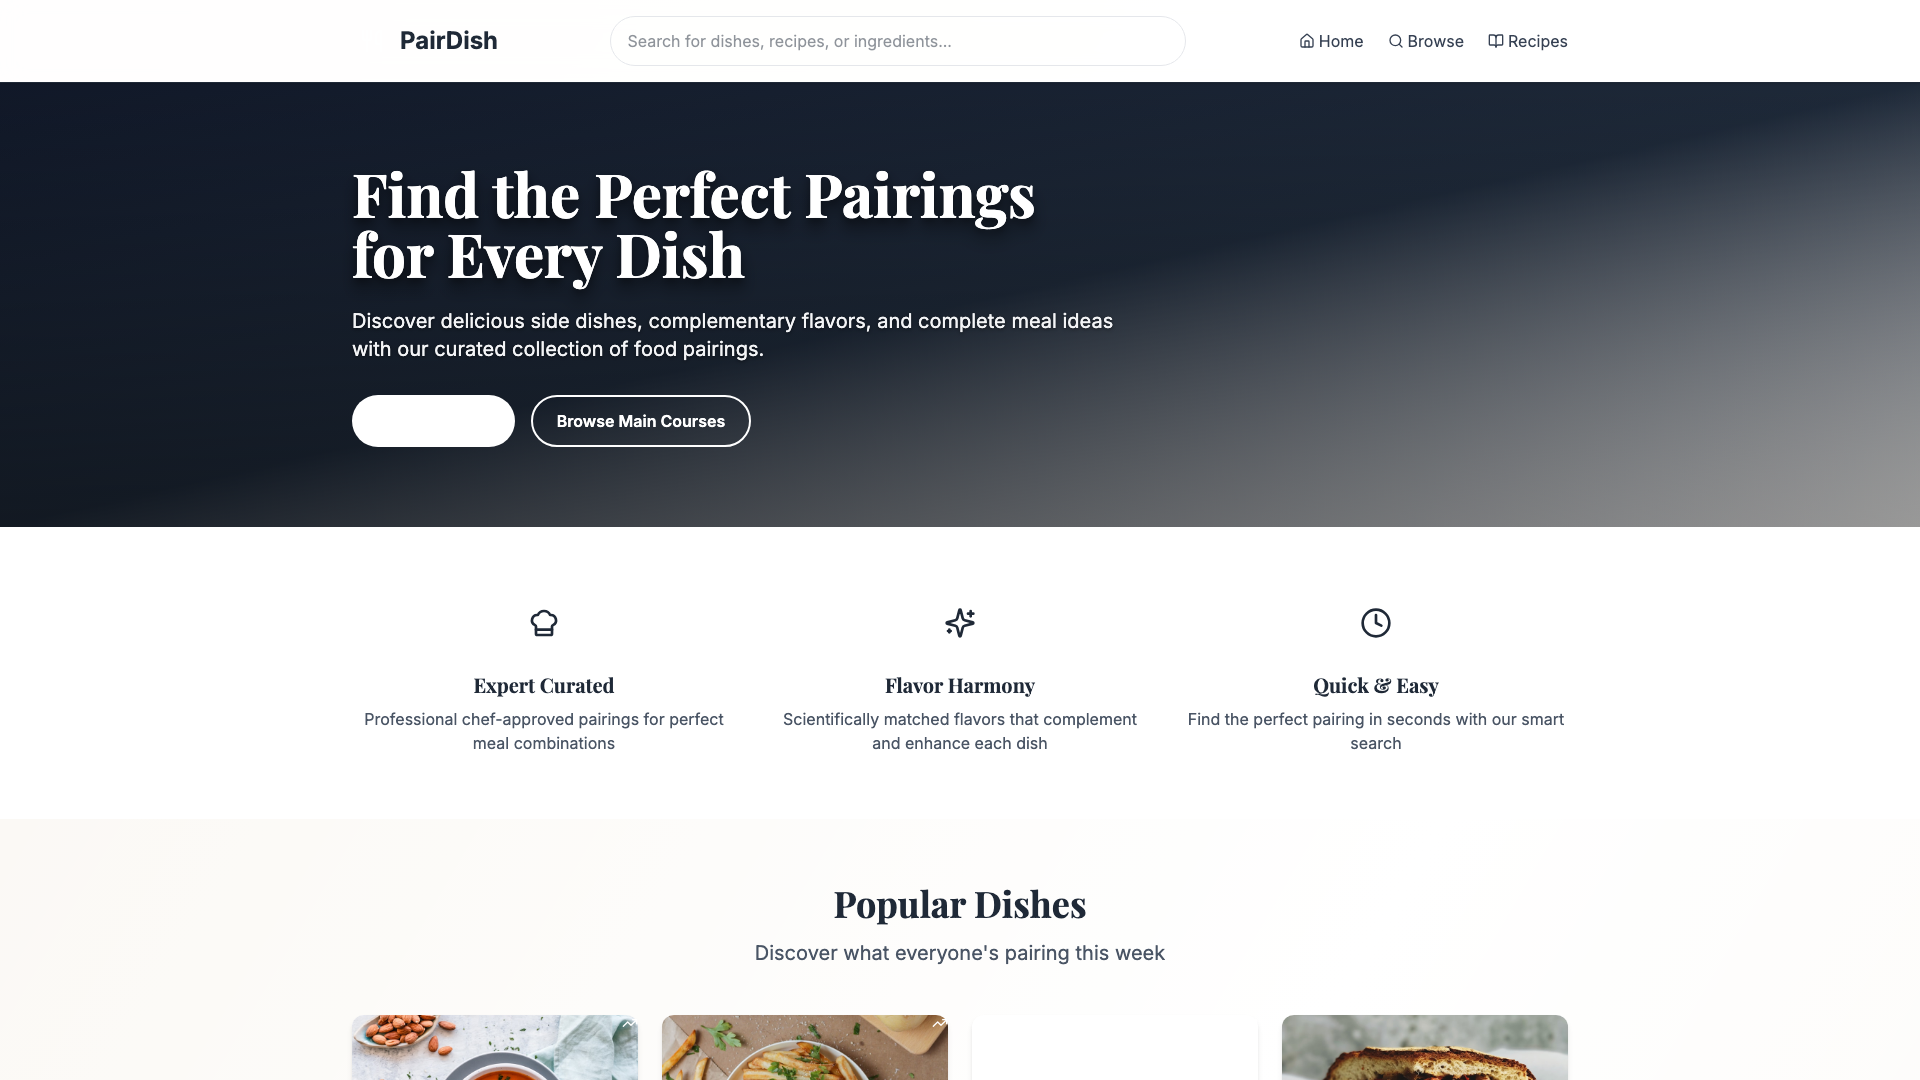 PairDish
Search for dishes, recipes, or ingredients...
Home
Browse
Recipes
Find the Perfect Pairings
for Every Dish
Discover delicious side dishes, complementary flavors, and complete meal ideas
with our curated collection of food pairings.
Browse Main Courses
Expert Curated
Professional chef-approved pairings for perfect
meal combinations
Flavor Harmony
Scientifically matched flavors that complement
and enhance each dish
Quick & Easy
Find the perfect pairing in seconds with our smart
search
Popular Dishes
Discover what everyone's pairing this week